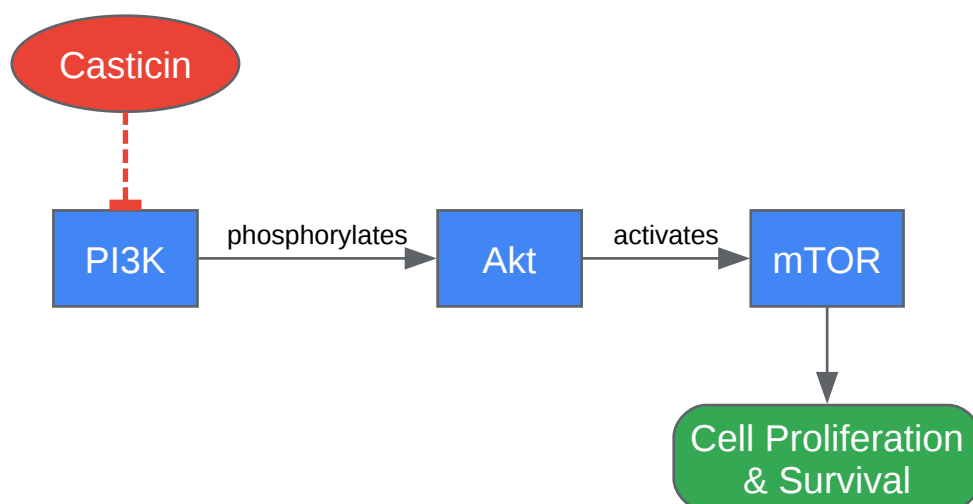 Casticin
phosphorylates
activates
PI3K
Akt
mTOR
Cell Proliferation
& Survival